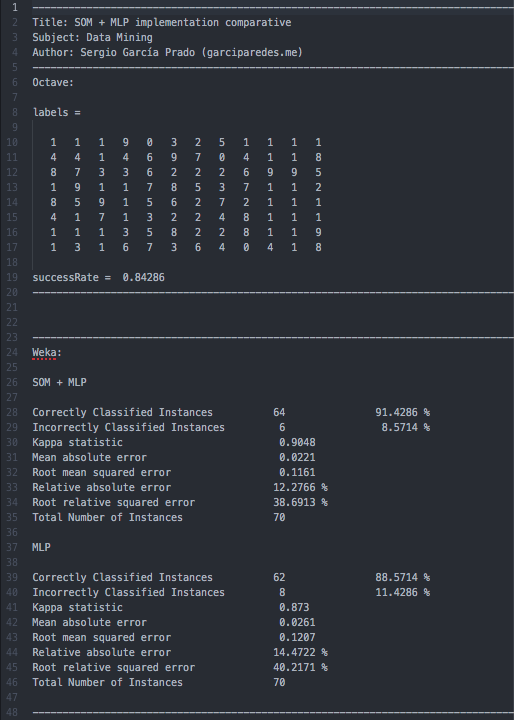 1 --------------------------------------------------------------------------------
2 Title: SOM + MLP implementation comparative
3 Subject: Data Mining
4 Author: Sergio García Prado (garciparedes.me)
5 --------------------------------------------------------------------------------
6 Octave:
7
8 labels =
9
10 1 1 1 9 0 3 2 5 1 1 1 1
11 4 4 1 4 6 9 7 0 4 1 1 8
12 8 7 3 3 6 2 2 2 6 9 9 5
13 1 9 1 1 7 8 5 3 7 1 1 2
14 8 5 9 1 5 6 2 7 2 1 1 1
15 4 1 7 1 3 2 2 4 8 1 1 1
16 1 1 1 3 5 8 2 2 8 1 1 9
17 1 3 1 6 7 3 6 4 0 4 1 8
18
19 successRate = 0.84286
20 --------------------------------------------------------------------------------
21
22
23 --------------------------------------------------------------------------------
24 Weka:
25
26 SOM + MLP
27
28 Correctly Classified Instances 64 91.4286 %
29 Incorrectly Classified Instances 6 8.5714 %
30 Kappa statistic 0.9048
31 Mean absolute error 0.0221
32 Root mean squared error 0.1161
33 Relative absolute error 12.2766 %
34 Root relative squared error 38.6913 %
35 Total Number of Instances 70
36
37 MLP
38
39 Correctly Classified Instances 62 88.5714 %
40 Incorrectly Classified Instances 8 11.4286 %
41 Kappa statistic 0.873
42 Mean absolute error 0.0261
43 Root mean squared error 0.1207
44 Relative absolute error 14.4722 %
45 Root relative squared error 40.2171 %
46 Total Number of Instances 70
47
48 --------------------------------------------------------------------------------